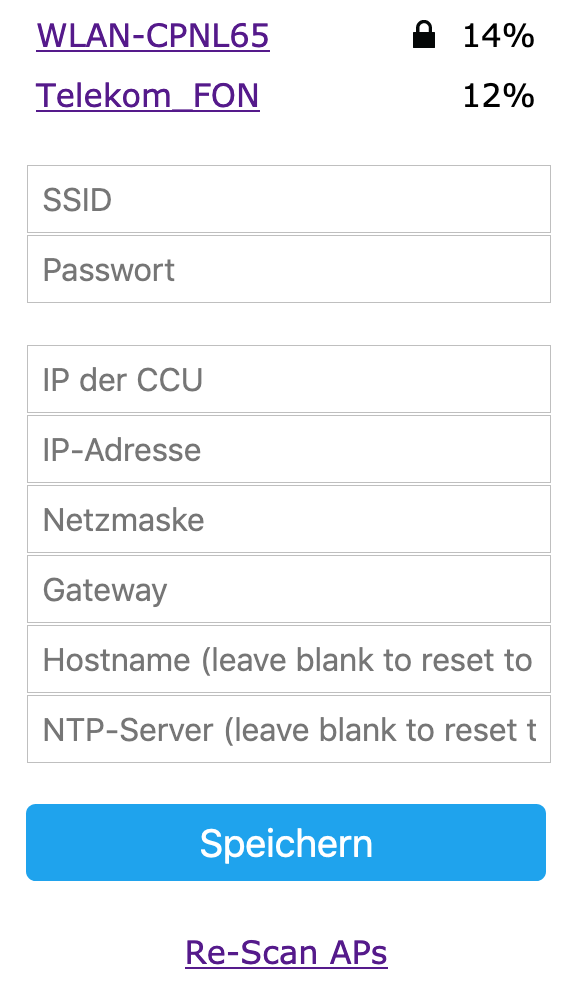 WLAN-CPNL65 14%
Telekom_FON 12%
SSID
Passwort
IP der CCU
IP-Adresse
Netzmaske
Gateway
Hostname (leave blank to reset to
NTP-Server (leave blank to reset t
Speichern
Re-Scan APs